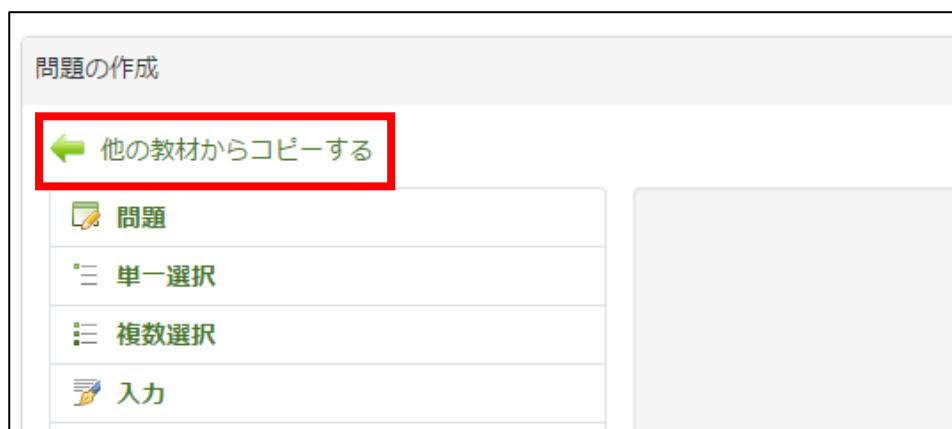 問題の作成
他の教材からコピーする
問題
単一選択
複数選択
入力